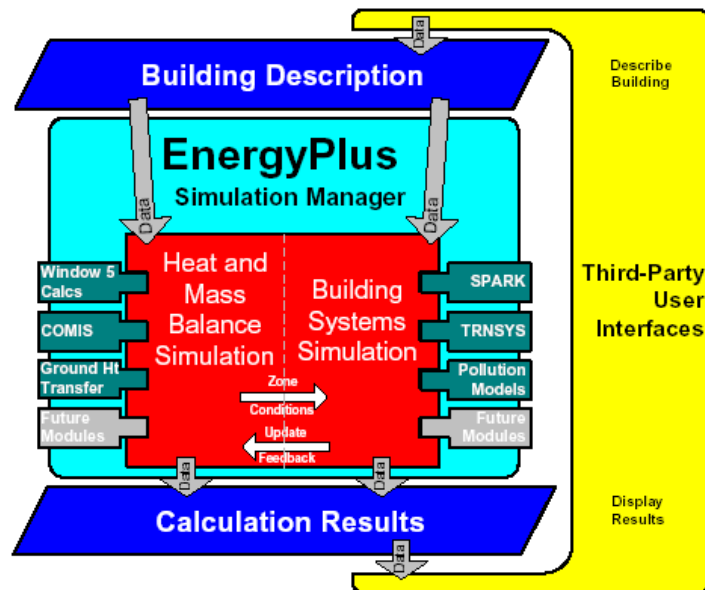 Data
Building Description
Describe
Building
EnergyPlus
Simulation Manager
Data
Data
Heat and
Mass
Balance
Simulation
Building
Systems
Simulation
Window 5
Calcs
COMIS
Ground Ht
Transfer
Future
Modules
SPARK
TRNSYS
Pollution
Models
Future
Modules
Zone
Conditions
Update
Feedback
Third-Party
User
Interfaces
Data
Data
Calculation Results
Display
Results
Data